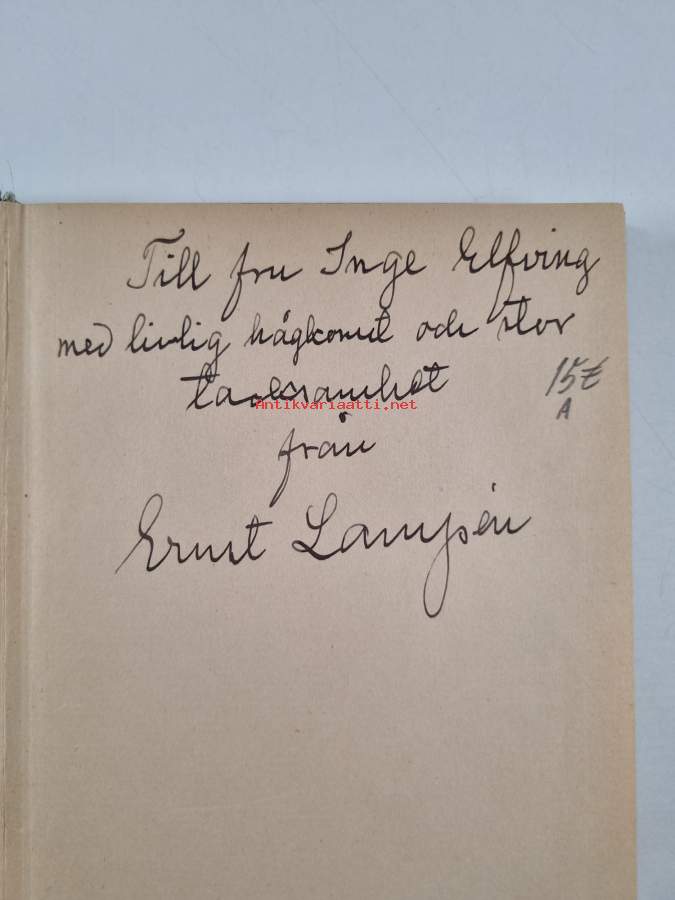 Till fru Inge Elfving
med livlig hågkomst och stor
tacksamhet
från
Ernst Lampén
15€
A
Antikvariaatti.net